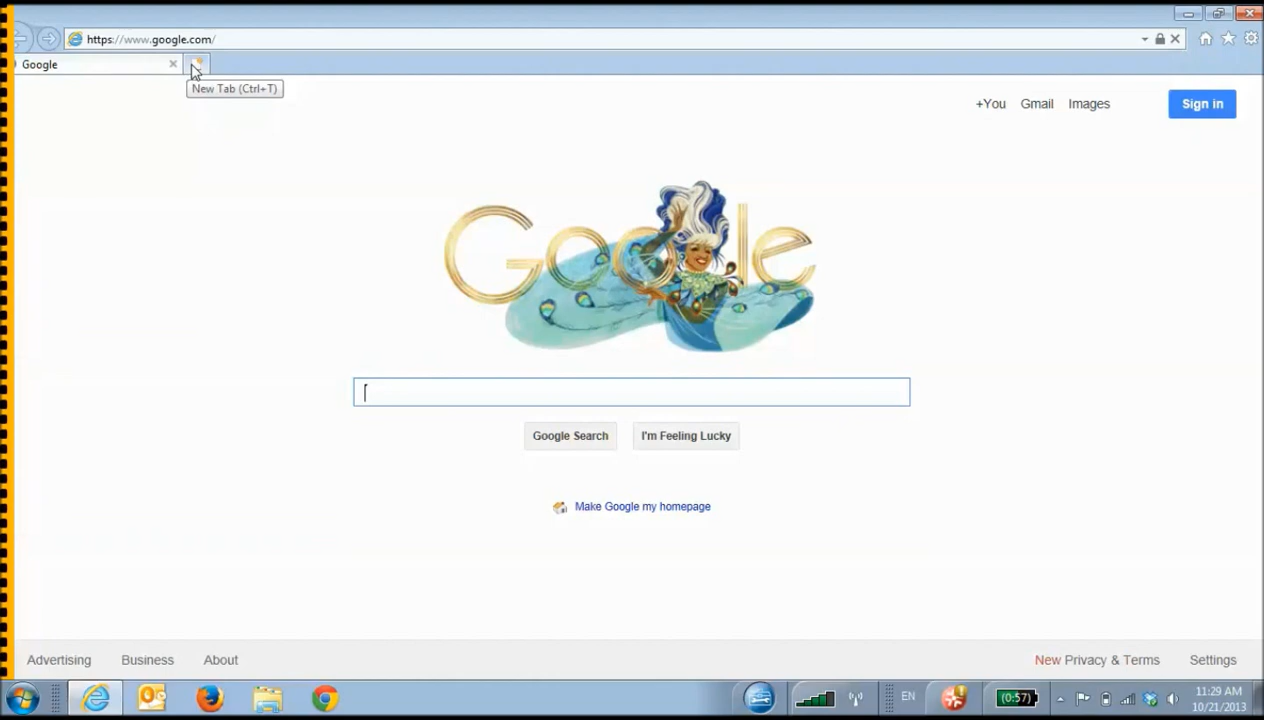 https://www.google.com/
Google
New Tab (Ctrl+T)
+You Gmail Images Sign in
Google
Google Search I'm Feeling Lucky
Make Google my homepage
Advertising Business About New Privacy & Terms Settings
EN (0:57) 11:29 AM
10/21/2013